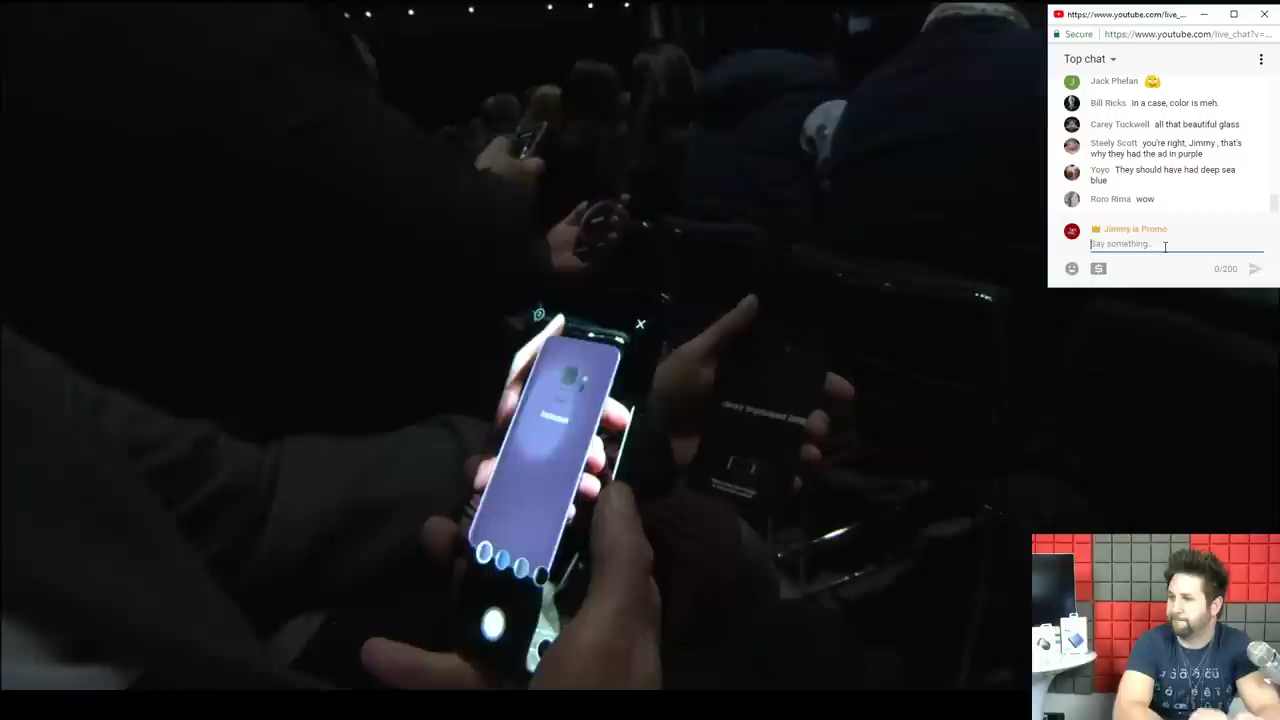 https://www.youtube.com/live_...
Secure
https://www.youtube.com/live_chat?v=...
Top chat
Jack Phelan
Bill Ricks In a case, color is meh.
Carey Tuckwell all that beautiful glass
Steely Scott you're right, Jimmy , that's
why they had the ad in purple
Yoyo They should have had deep sea
blue
Roro Rima wow
Jimmy is Promo
Say something...
0/200